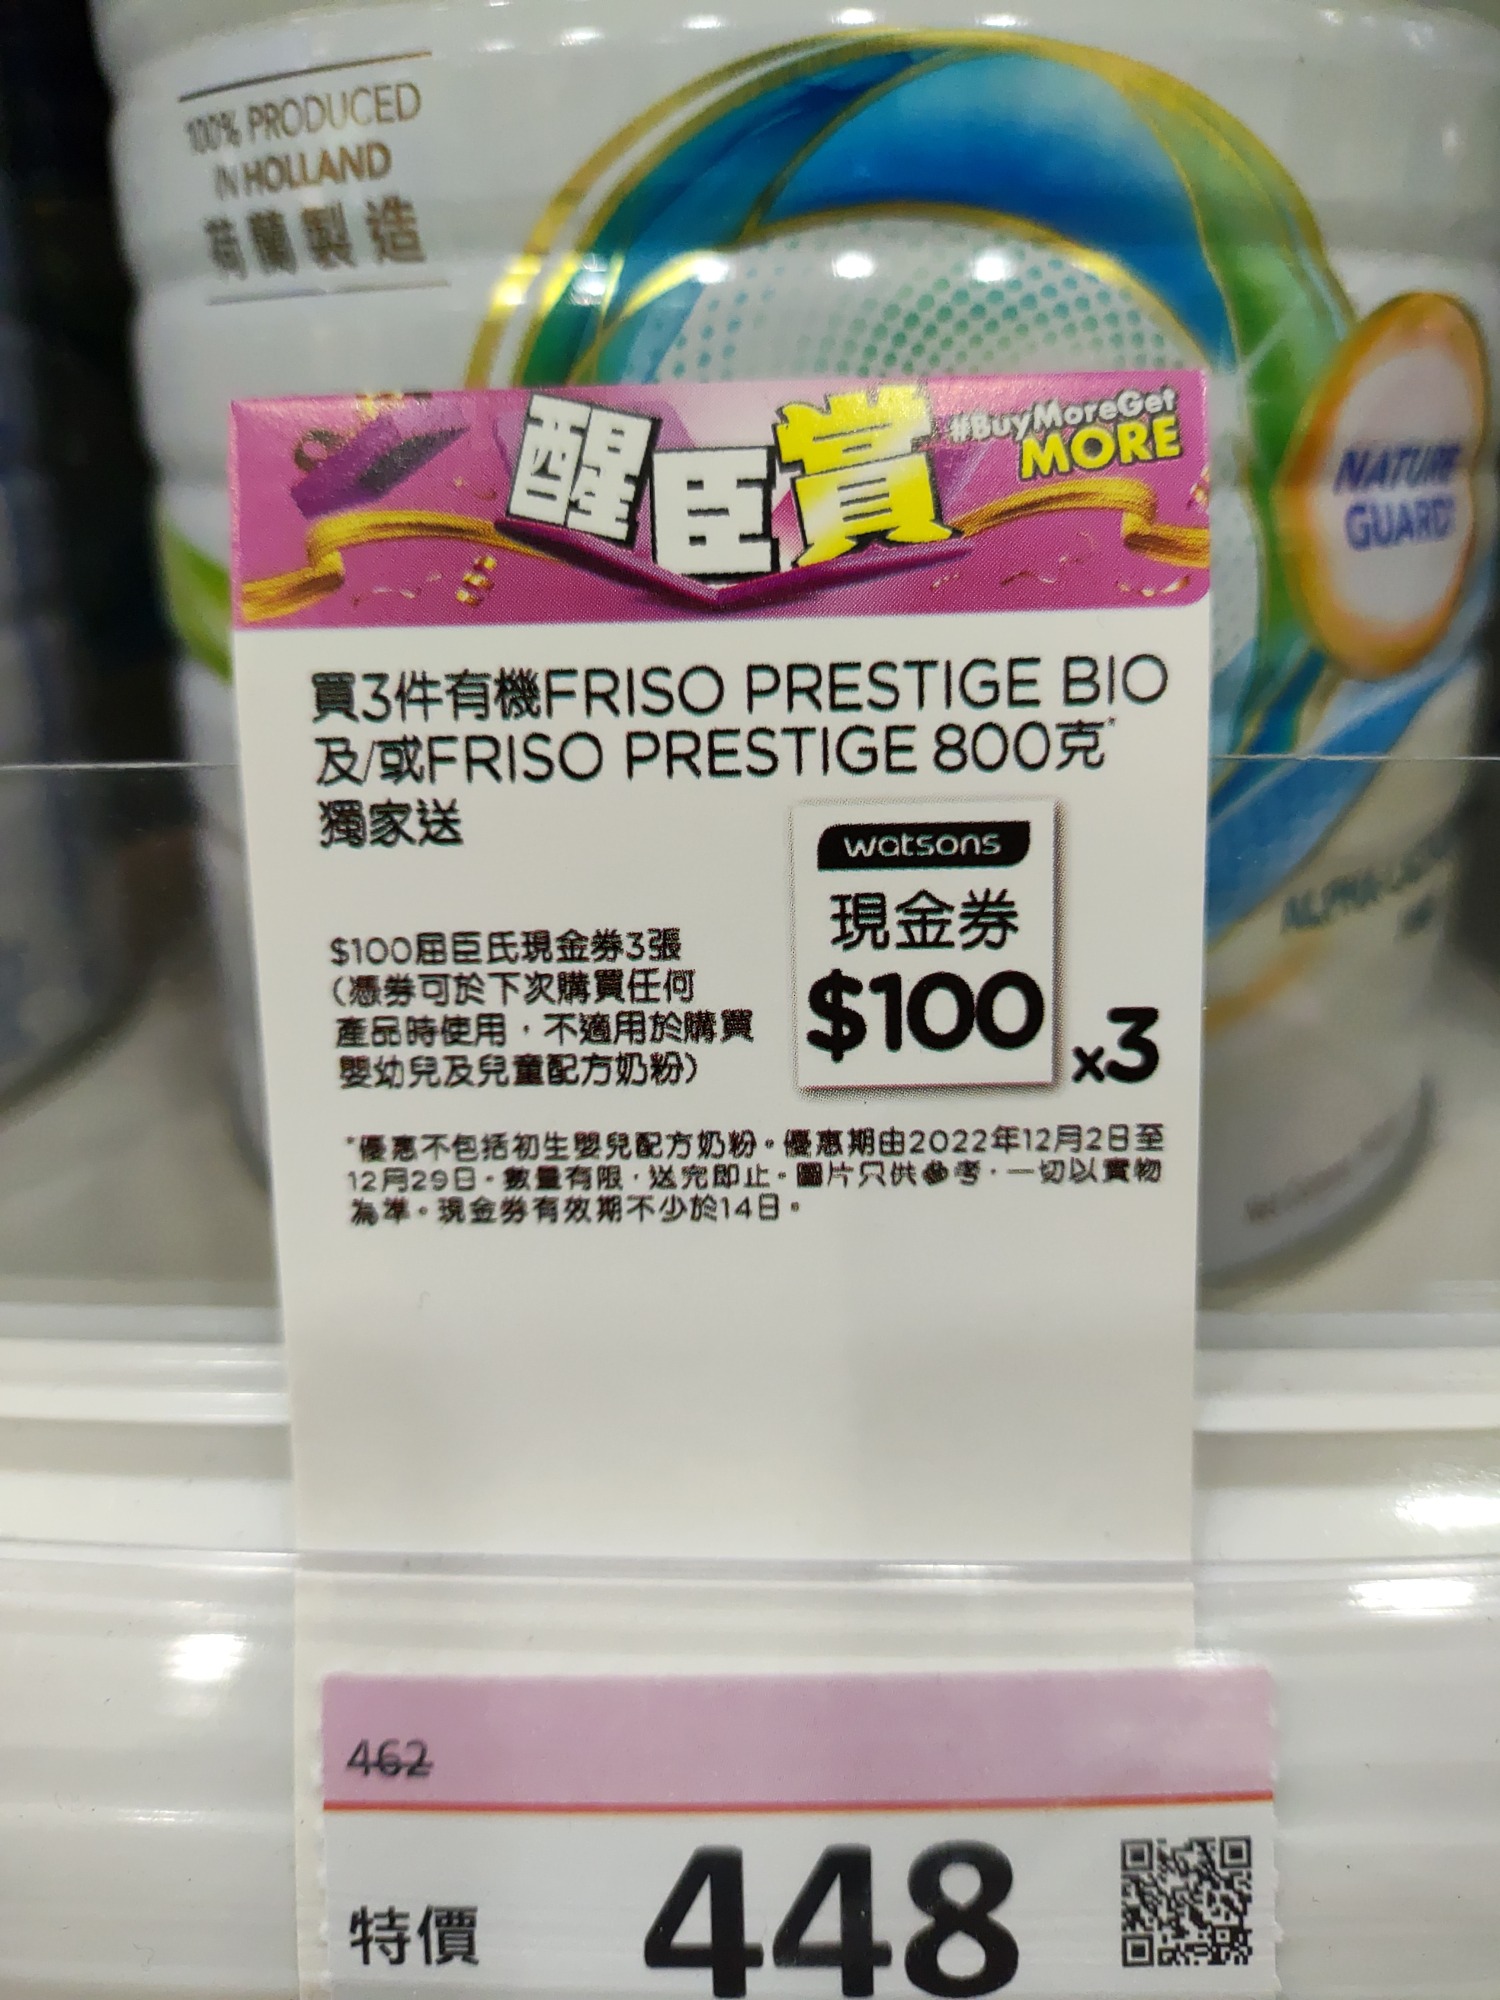 100% PRODUCED
IN HOLLAND
荷蘭製造
醒臣賞
#BuyMoreGet
MORE
NATURE
GUARD
買3件有機FRISO PRESTIGE BIO
及/或FRISO PRESTIGE 800克*
獨家送
watsons
現金券
$100
x3
$100屈臣氏現金券3張
(憑券可於下次購買任何
產品時使用，不適用於購買
嬰幼兒及兒童配方奶粉)
*優惠不包括初生嬰兒配方奶粉。優惠期由2022年12月2日至
12月29日。數量有限，送完即止。圖片只供參考，一切以實物
為準。現金券有效期不少於14日。
462
特價
448